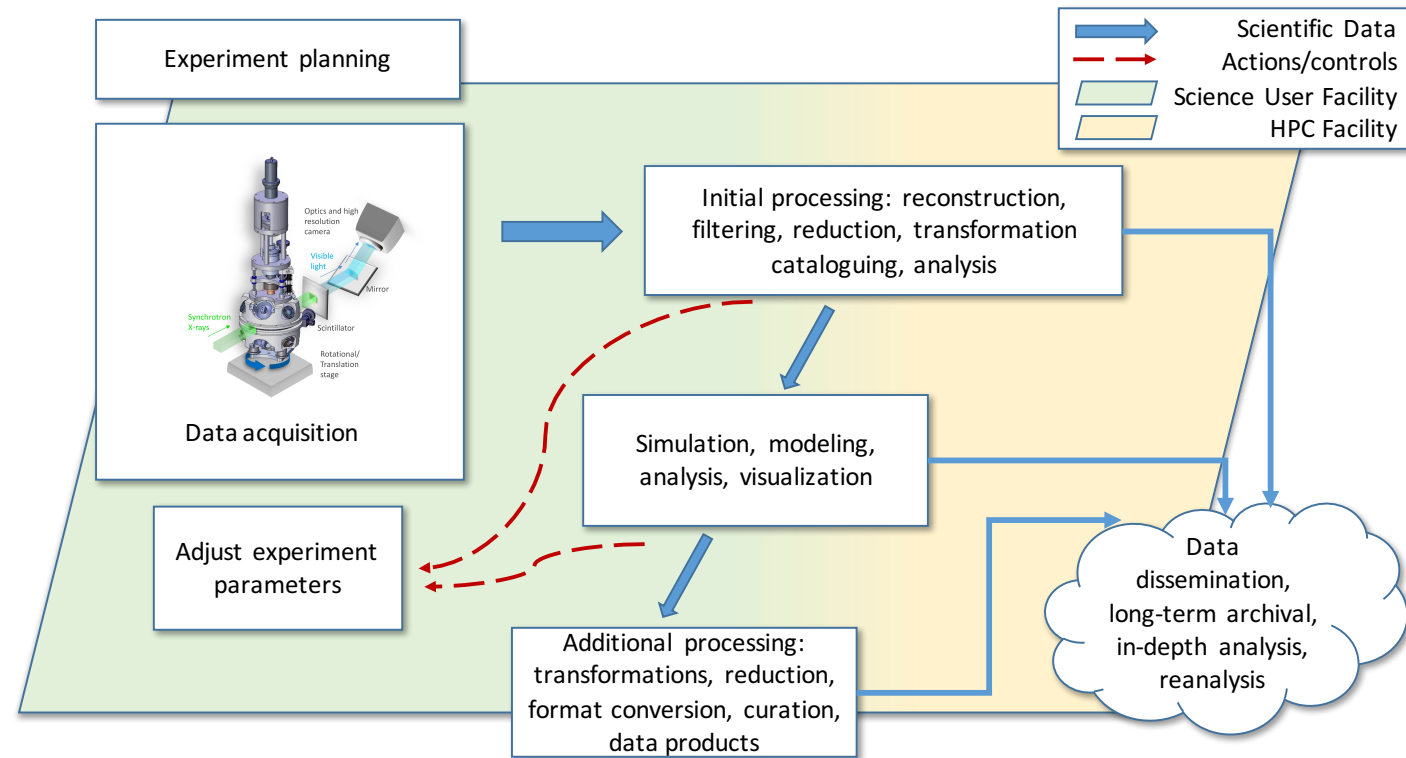 Experiment planning
Scientific Data
Actions/controls
Science User Facility
HPC Facility
Optics and high
resolution
camera
Visible
light
Mirror
Synchrotron
X-rays
Scintillator
Rotational/
Translation
stage
Data acquisition
Initial processing: reconstruction,
filtering, reduction, transformation
cataloguing, analysis
Simulation, modeling,
analysis, visualization
Adjust experiment
parameters
Additional processing:
transformations, reduction,
format conversion, curation,
data products
Data
dissemination,
long-term archival,
in-depth analysis,
reanalysis